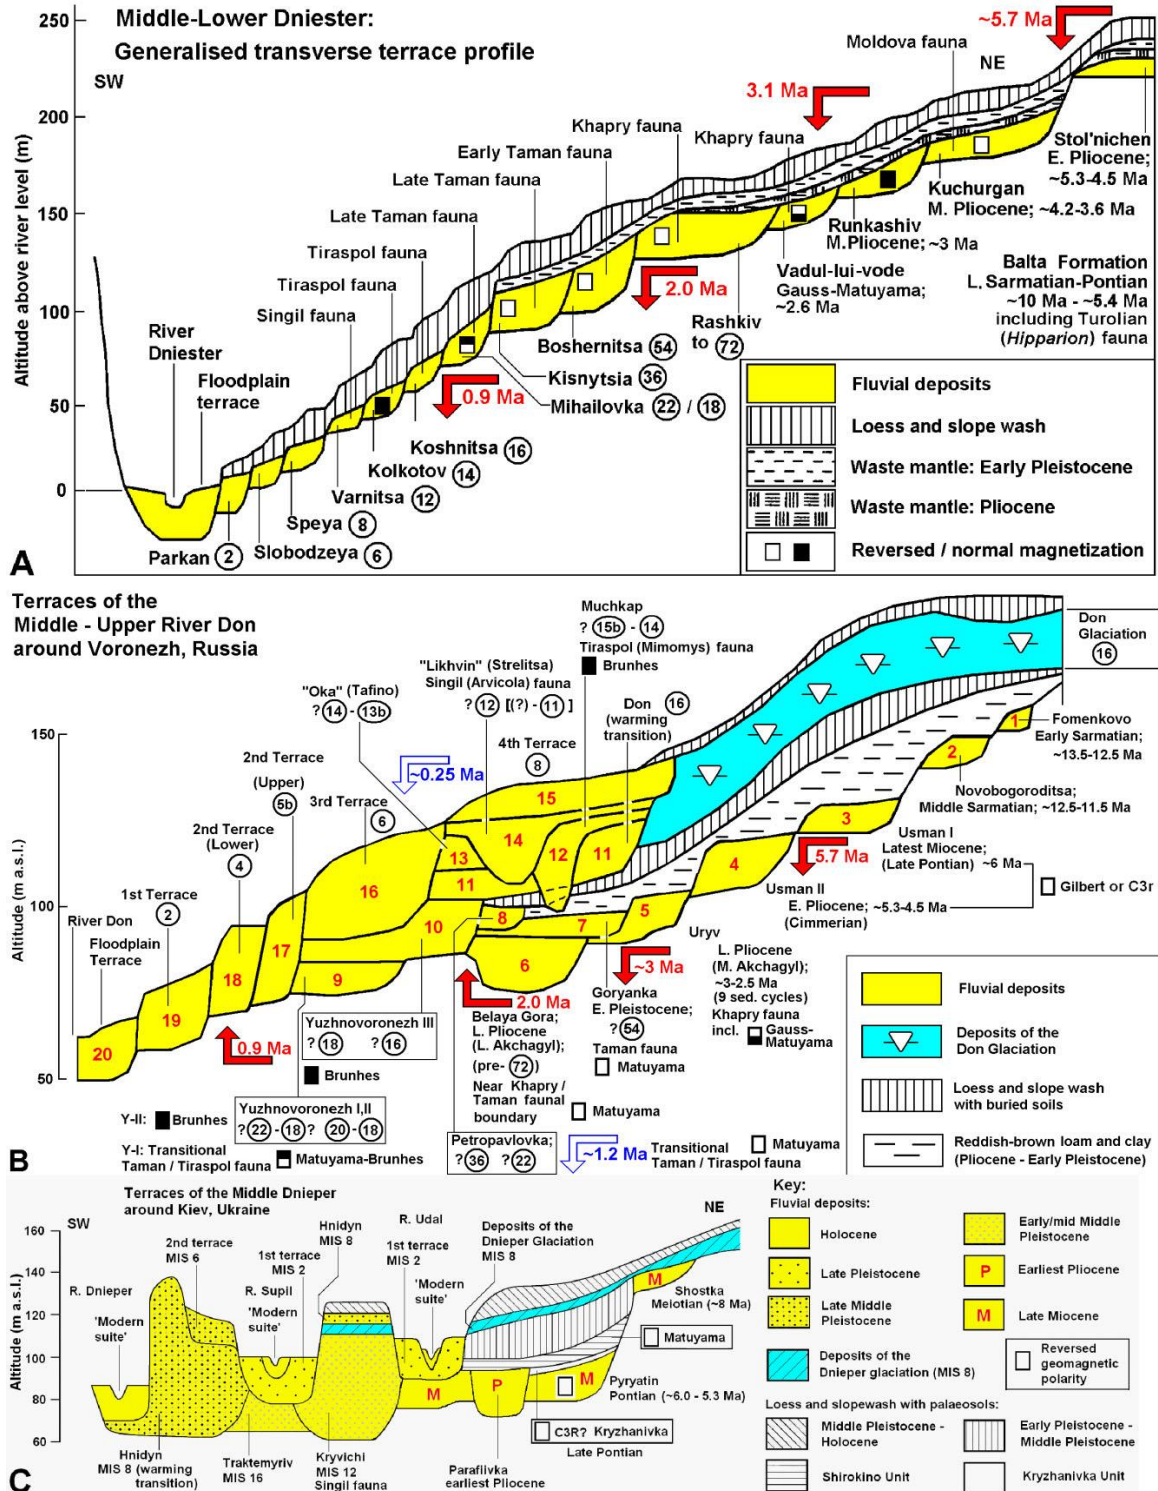 Middle-Lower Dniester:
Generalised transverse terrace profile
SW
NE
Altitude above river level (m)
250
200
150
100
50
0
~5.7 Ma
Moldova fauna
3.1 Ma
Khapry fauna
Khapry fauna
Early Taman fauna
Late Taman fauna
Late Taman fauna
Tiraspol fauna
Tiraspol fauna
Singil fauna
River
Dniester
Floodplain
terrace
Stol'nichen
E. Pliocene;
~5.3-4.5 Ma
Kuchurgan
M. Pliocene; ~4.2-3.6 Ma
Runkashiv
M.Pliocene; ~3 Ma
Vadul-lui-vode
Gauss-Matuyama;
~2.6 Ma
Balta Formation
L. Sarmatian-Pontian
~10 Ma - ~5.4 Ma
including Turolian
(Hipparion) fauna
2.0 Ma
Rashkiv
to 72
Boshernitsa 54
Kisnytsia 36
Mihailovka 22 / 18
0.9 Ma
Koshnitsa 16
Kolkotov 14
Varnitsa 12
Speya 8
Slobodzeya 6
Parkan 2
Fluvial deposits
Loess and slope wash
Waste mantle: Early Pleistocene
Waste mantle: Pliocene
Reversed / normal magnetization
A
Terraces of the
Middle - Upper River Don
around Voronezh, Russia
Altitude (m a.s.l.)
150
100
50
Muchkap
? 15b - 14
Tiraspol (Mimomys) fauna
Brunhes
"Likhvin" (Strelitsa)
Singil (Arvicola) fauna
? 12 [(?) - 11 ]
"Oka" (Tafino)
? 14 - 13b
Don 16
(warming
transition)
4th Terrace
8
~0.25 Ma
2nd Terrace
(Upper)
5b
3rd Terrace
6
2nd Terrace
(Lower)
4
1st Terrace
2
River Don
Floodplain
Terrace
Don
Glaciation
16
Fomenkovo
Early Sarmatian;
~13.5-12.5 Ma
Novobogoroditsa;
Middle Sarmatian; ~12.5-11.5 Ma
Usman I
Latest Miocene;
(Late Pontian) ~6 Ma
5.7 Ma
Usman II
E. Pliocene; ~5.3-4.5 Ma
(Cimmerian)
Gilbert or C3r
1
2
3
4
5
6
7
8
9
10
11
11
12
13
14
15
16
17
18
19
20
Uryv
L. Pliocene
(M. Akchagyl);
~3-2.5 Ma
(9 sed. cycles)
Khapry fauna
incl.
Gauss-
Matuyama
~3 Ma
Goryanka
E. Pleistocene;
? 54
Taman fauna
Matuyama
2.0 Ma
Belaya Gora;
L. Pliocene
(L. Akchagyl);
(pre- 72)
Near Khapry /
Taman faunal
boundary
Matuyama
0.9 Ma
Yuzhnovoronezh III
? 18 ? 16
Brunhes
Yuzhnovoronezh I,II
? 22 - 18 ? 20 - 18
Y-II: Brunhes
Y-I: Transitional
Taman / Tiraspol fauna
Matuyama-Brunhes
Petropavlovka;
? 36 ? 22
~1.2 Ma
Transitional
Taman / Tiraspol fauna
Matuyama
Fluvial deposits
Deposits of the
Don Glaciation
Loess and slope wash
with buried soils
Reddish-brown loam and clay
(Pliocene - Early Pleistocene)
B
Terraces of the Middle Dnieper
around Kiev, Ukraine
SW
NE
Altitude (m a.s.l.)
160
140
120
100
80
60
R. Dnieper
'Modern
suite'
2nd terrace
MIS 6
1st terrace
MIS 2
R. Supil
'Modern
suite'
Hnidyn
MIS 8
R. Udai
1st terrace
MIS 2
'Modern
suite'
Deposits of the
Dnieper Glaciation
MIS 8
M
Shostka
Meiotian (~8 Ma)
Matuyama
M
P
M
Pyryatin
Pontian (~6.0 - 5.3 Ma)
C3R? Kryzhanivka
Late Pontian
Hnidyn
MIS 8 (warming
transition)
Traktemyriv
MIS 16
Kryvichi
MIS 12
Singil fauna
Parafiivka
earliest Pliocene
Key:
Fluvial deposits:
Holocene
Late Pleistocene
Late Middle
Pleistocene
Deposits of the
Dnieper glaciation (MIS 8)
Early/mid Middle
Pleistocene
P
Earliest Pliocene
M
Late Miocene
Reversed
geomagnetic
polarity
Loess and slopewash with palaeosols:
Middle Pleistocene -
Holocene
Shirokino Unit
Early Pleistocene -
Middle Pleistocene
Kryzhanivka Unit
C